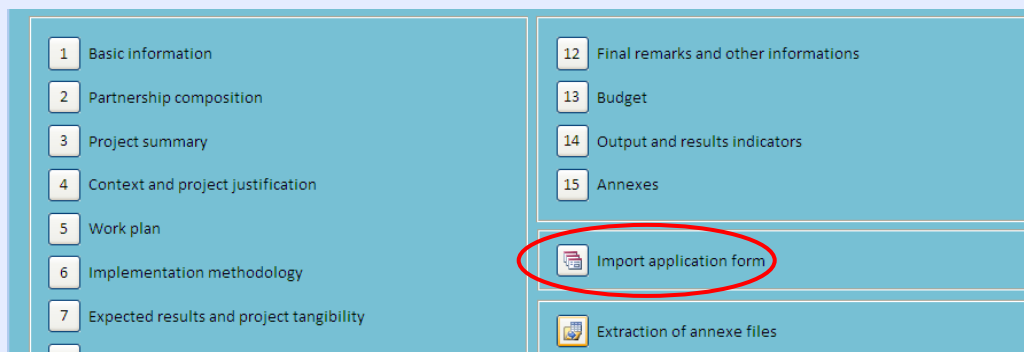 1 Basic information
2 Partnership composition
3 Project summary
4 Context and project justification
5 Work plan
6 Implementation methodology
7 Expected results and project tangibility
12 Final remarks and other informations
13 Budget
14 Output and results indicators
15 Annexes
Import application form
Extraction of annexe files